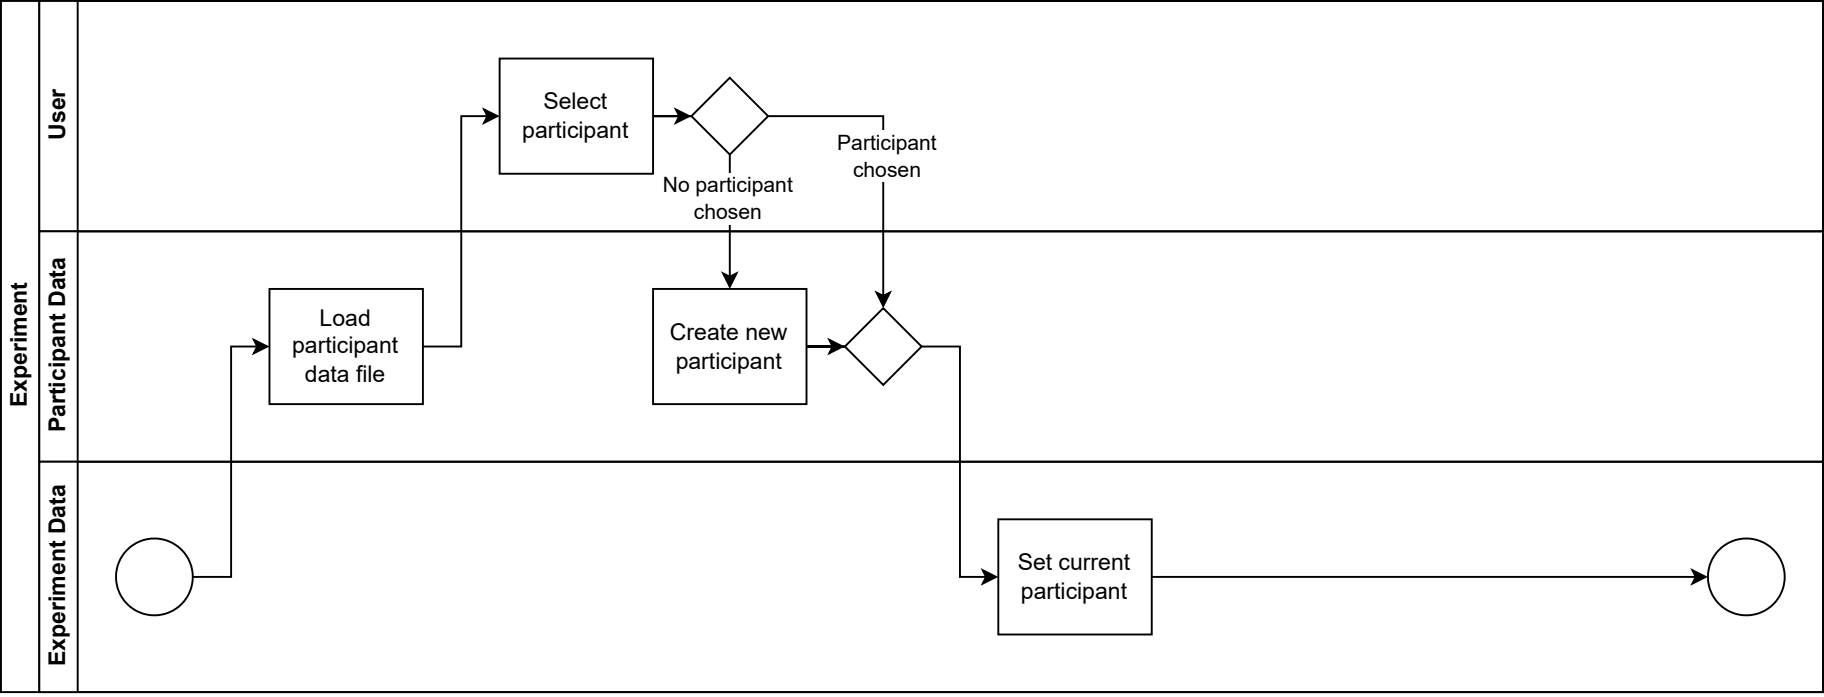 Experiment
User
Select
participant
Participant
chosen
No participant
chosen
Participant Data
Load
participant
data file
Create new
participant
Experiment Data
Set current
participant